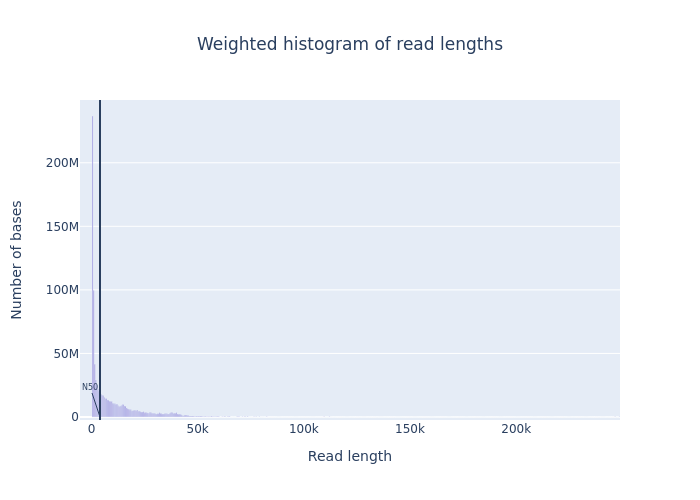 Weighted histogram of read lengths
Number of bases
200M
150M
100M
50M
0
N50
0
50k
100k
150k
200k
Read length